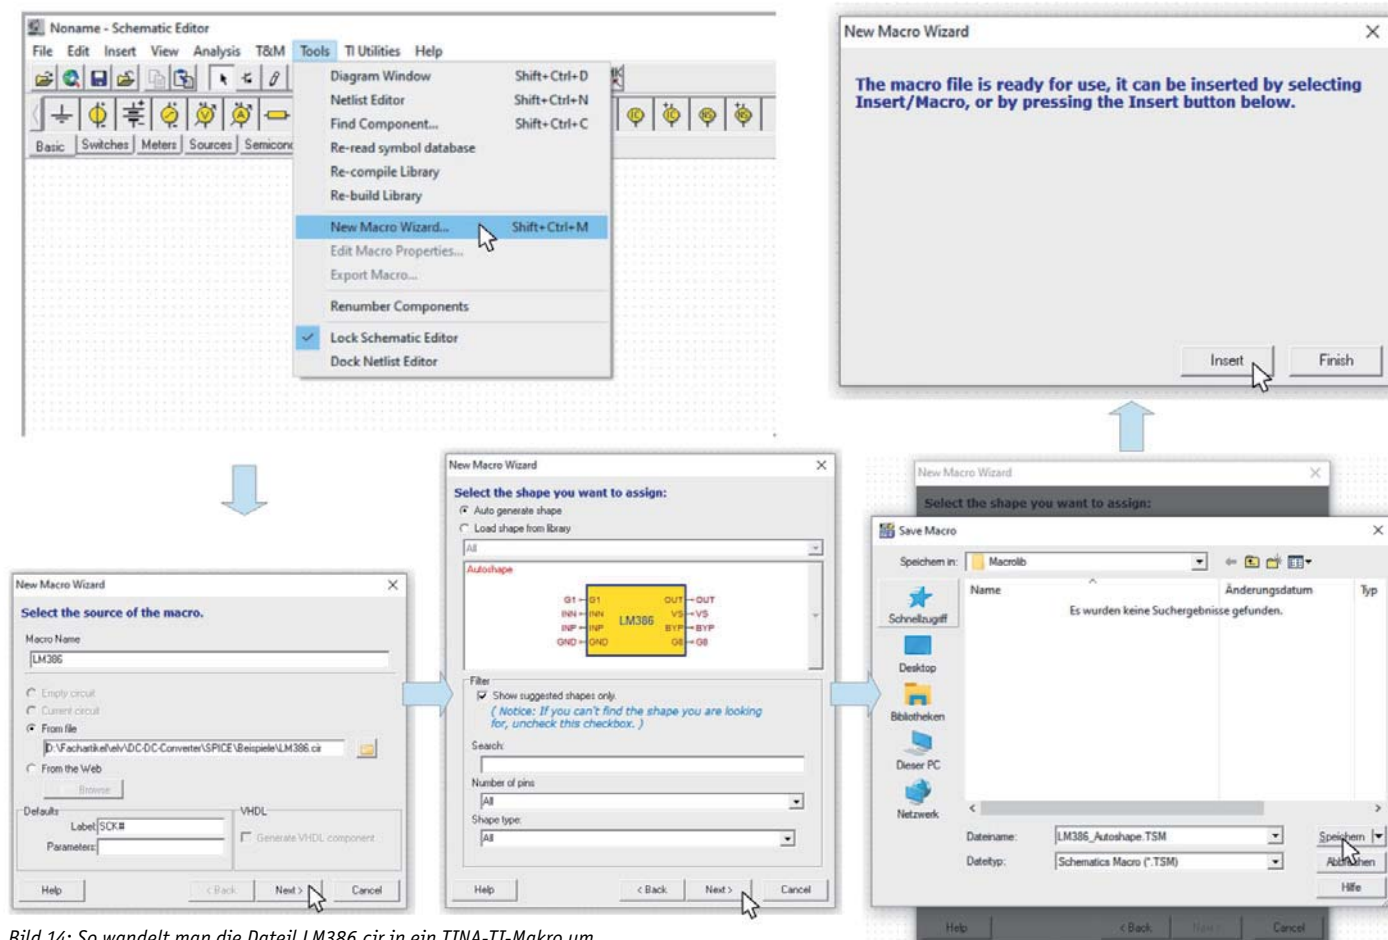 Noname - Schematic Editor
File Edit Insert View Analysis T&M Tools TI Utilities Help
Basic Switches Meters Sources Semicon
Diagram Window Shift+Ctrl+D
Netlist Editor Shift+Ctrl+N
Find Component... Shift+Ctrl+C
Re-read symbol database
Re-compile Library
Re-build Library
New Macro Wizard... Shift+Ctrl+M
Edit Macro Properties...
Export Macro...
Renumber Components
Lock Schematic Editor
Dock Netlist Editor
New Macro Wizard
The macro file is ready for use, it can be inserted by selecting
Insert/Macro, or by pressing the Insert button below.
Insert Finish
New Macro Wizard
Select the source of the macro.
Macro Name
LM386
Empty circuit
Current circuit
From file
D:\Fachartikel\elv\DC-DC-Converter\SPICE\Beispiele\LM386.cir
From the Web
Browse
Defaults
Label: SCK#
Parameters:
VHDL
Generate VHDL component
Help < Back Next > Cancel
New Macro Wizard
Select the shape you want to assign:
Auto generate shape
Load shape from library
All
Autoshape
G1 G1 OUT OUT
INN INN VS VS
LM386
INP INP BYP BYP
GND GND G8 G8
Filter
Show suggested shapes only.
( Notice: If you can't find the shape you are looking
for, uncheck this checkbox. )
Search:
Number of pins
All
Shape type:
All
Help < Back Next > Cancel
New Macro Wizard
Select the shape you want to assign:
Save Macro
Speichern in: Macrolib
Name Änderungsdatum Typ
Es wurden keine Suchergebnisse gefunden.
Schnellzugriff
Desktop
Bibliotheken
Dieser PC
Netzwerk
Dateiname: LM386_Autoshape.TSM Speichern
Dateityp: Schematics Macro (*.TSM)
Hilfe
Help < Back Next > Cancel
Bild 14: So wandelt man die Dateil LM386.cir in ein TINA-TI-Makro um.